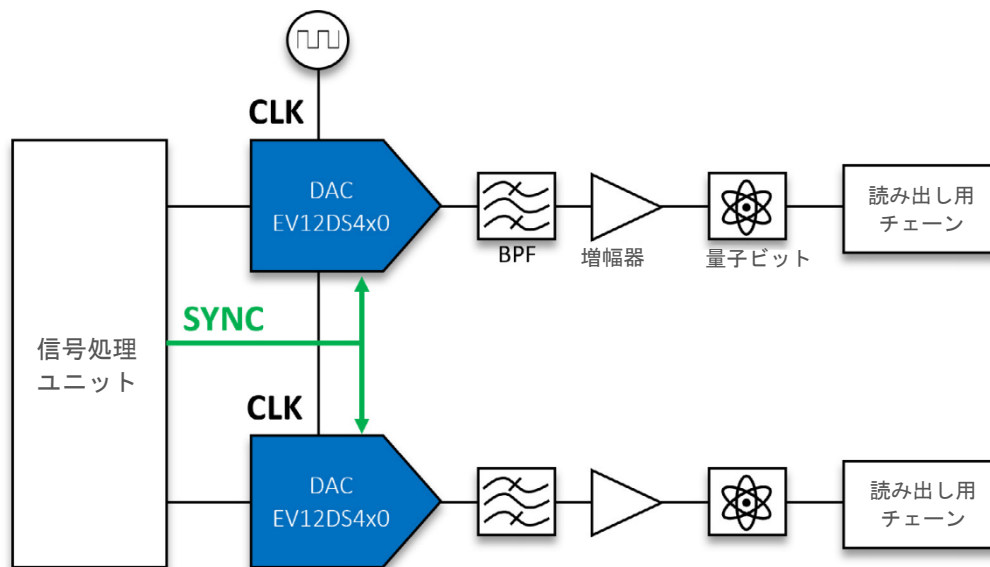 CLK
DAC
EV12DS4x0
BPF
増幅器
量子ビット
読み出し用
チェーン
SYNC
信号処理
ユニット
CLK
DAC
EV12DS4x0
読み出し用
チェーン